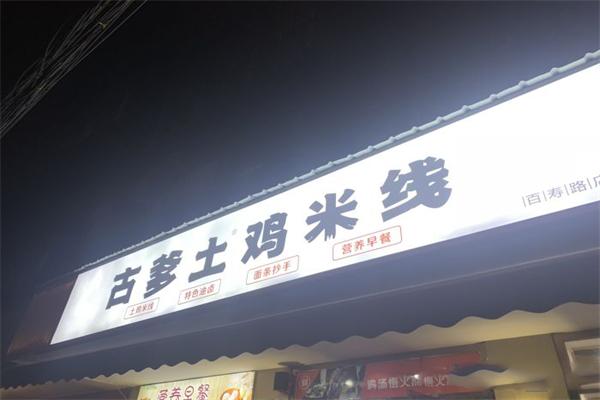 古爹土鸡米线
百寿路店
土鸡米线 特色油卤 面条抄手 营养早餐
营养早餐